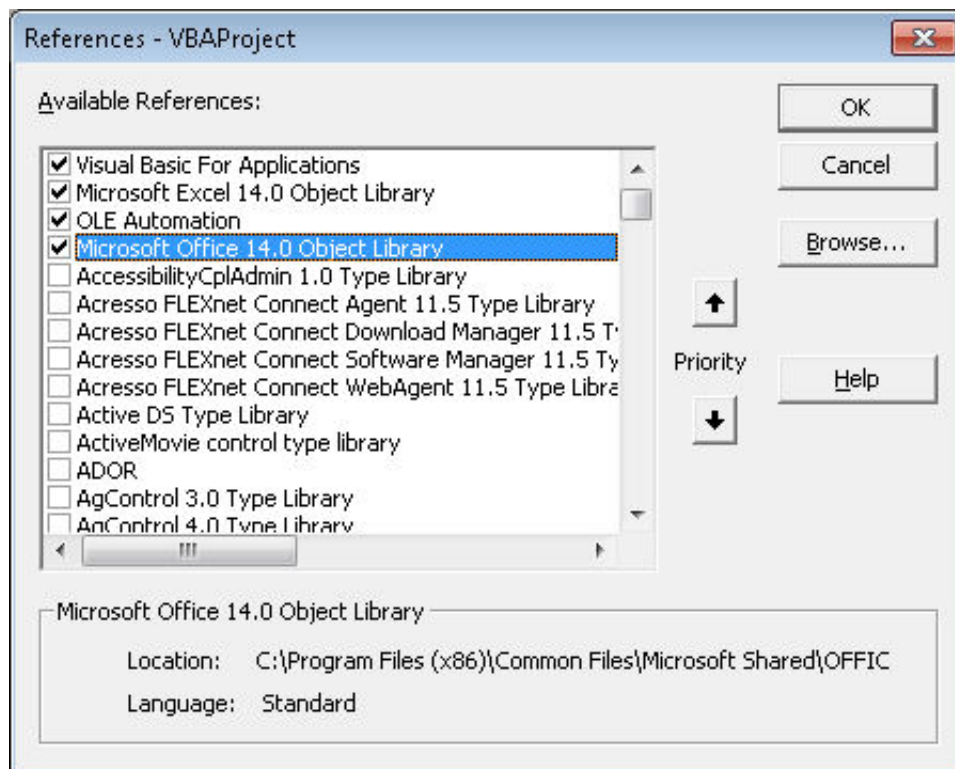 References - VBAProject
Available References:
OK
Visual Basic For Applications
Microsoft Excel 14.0 Object Library
OLE Automation
Microsoft Office 14.0 Object Library
AccessibilityCplAdmin 1.0 Type Library
Acresso FLEXnet Connect Agent 11.5 Type Library
Acresso FLEXnet Connect Download Manager 11.5 Ty
Acresso FLEXnet Connect Software Manager 11.5 Ty
Acresso FLEXnet Connect WebAgent 11.5 Type Libra
Active DS Type Library
ActiveMovie control type library
ADOR
AgControl 3.0 Type Library
AgControl 4.0 Type Library
Cancel
Browse...
Priority
Help
Microsoft Office 14.0 Object Library
Location: C:\Program Files (x86)\Common Files\Microsoft Shared\OFFIC
Language: Standard